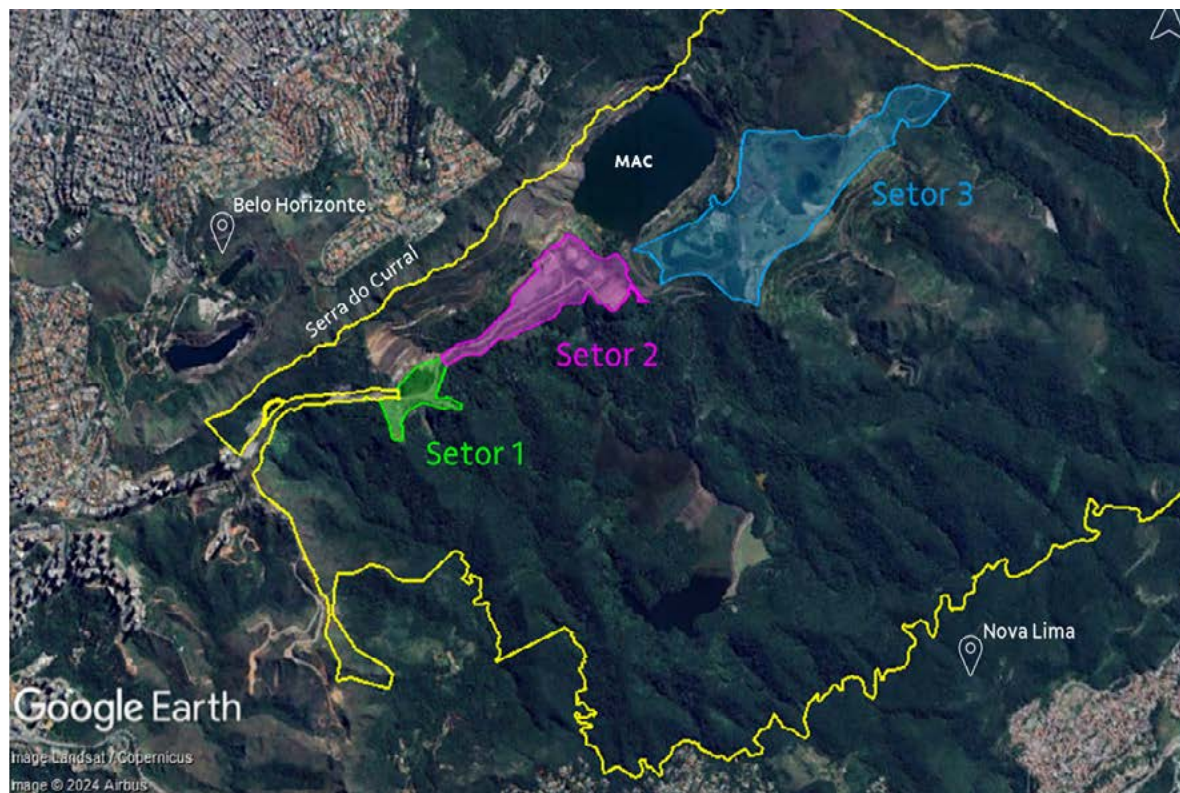 MAC
Setor 3
Belo Horizonte
Serra do Curral
Setor 2
Setor 1
Nova Lima
Google Earth
Image Landsat / Copernicus
Image © 2024 Airbus